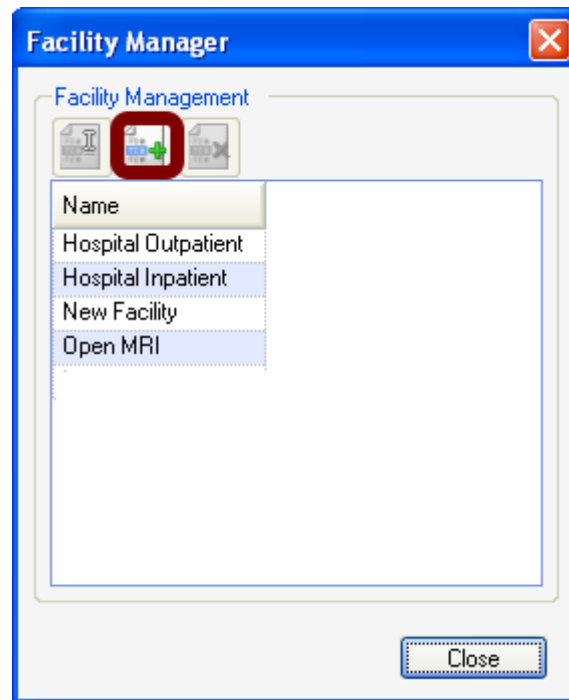 Facility Manager
Facility Management
Name
Hospital Outpatient
Hospital Inpatient
New Facility
Open MRI
Close